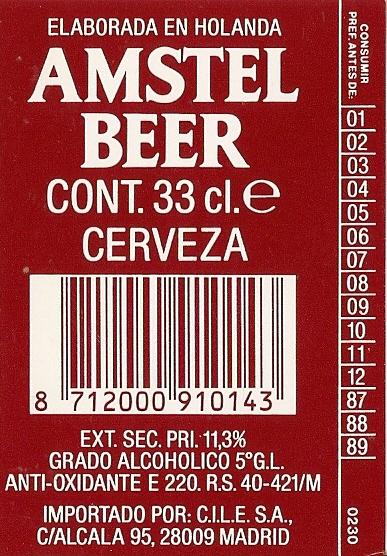 ELABORADA EN HOLANDA
AMSTEL
BEER
CONT. 33 cl.e
CERVEZA
8 712000 910143
EXT. SEC. PRI. 11,3%
GRADO ALCOHOLICO 5°G.L.
ANTI-OXIDANTE E 220. R.S. 40-421/M
IMPORTADO POR: C.I.L.E. S.A.,
C/ALCALA 95, 28009 MADRID
CONSUMIR
PREF. ANTES DE:
01
02
03
04
05
06
07
08
09
10
11
12
87
88
89
0230